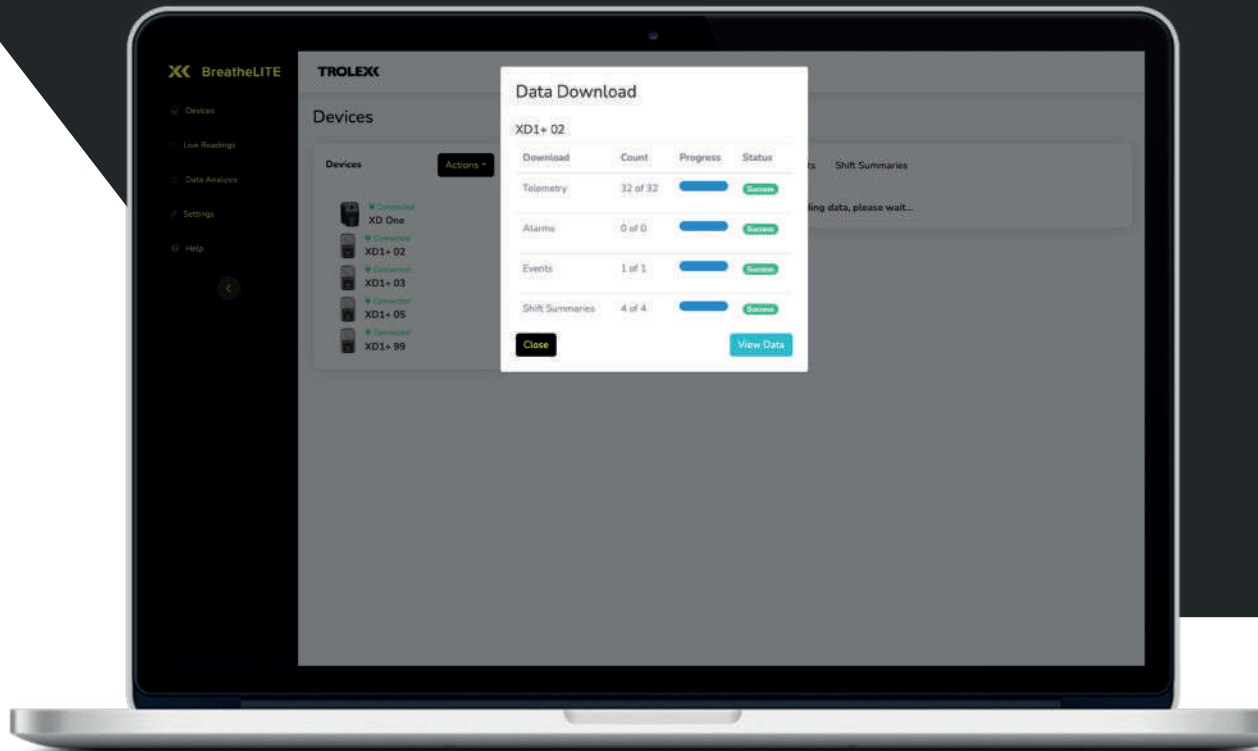 BreatheLITE
TROLEX
Devices
Live Readings
Data Analysis
Settings
Help
Devices
Devices
Actions
Connected
XD One
Connected
XD1+ 02
Connected
XD1+ 03
Connected
XD1+ 05
Connected
XD1+ 99
Data Download
XD1+ 02
Download Count Progress Status
Telemetry 32 of 32 Success
Alarms 0 of 0 Success
Events 1 of 1 Success
Shift Summaries 4 of 4 Success
Close View Data
ts Shift Summaries
ding data, please wait...